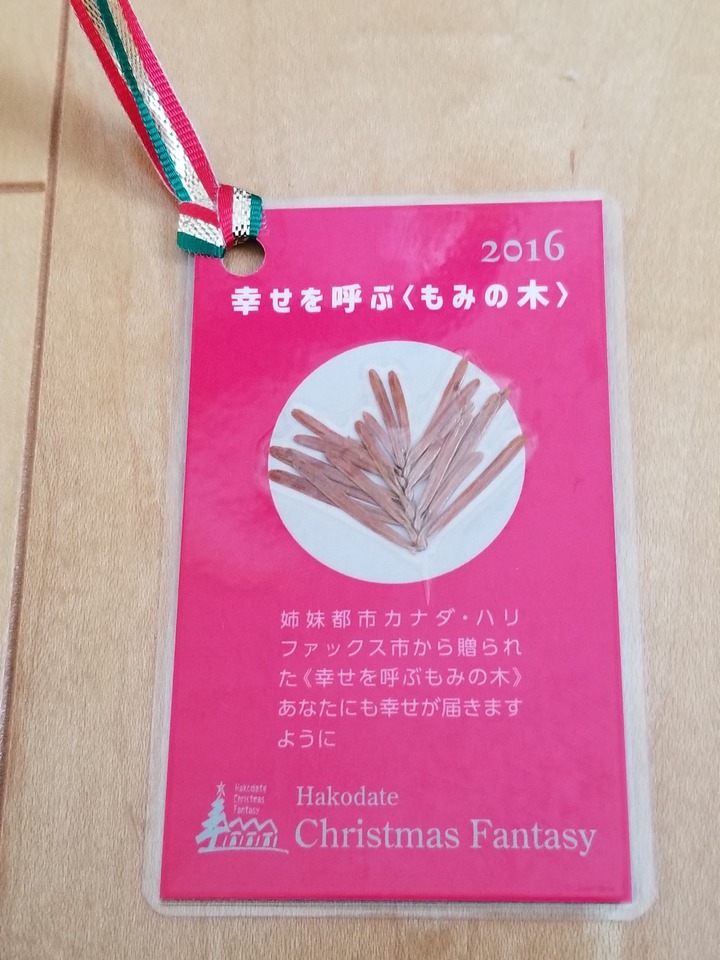 2016
幸せを呼ぶ〈もみの木〉
姉妹都市カナダ・ハリ
ファックス市から贈られ
た《幸せを呼ぶもみの木》
あなたにも幸せが届きます
ように
Hakodate
Christmas
Fantasy
Hakodate
Christmas Fantasy